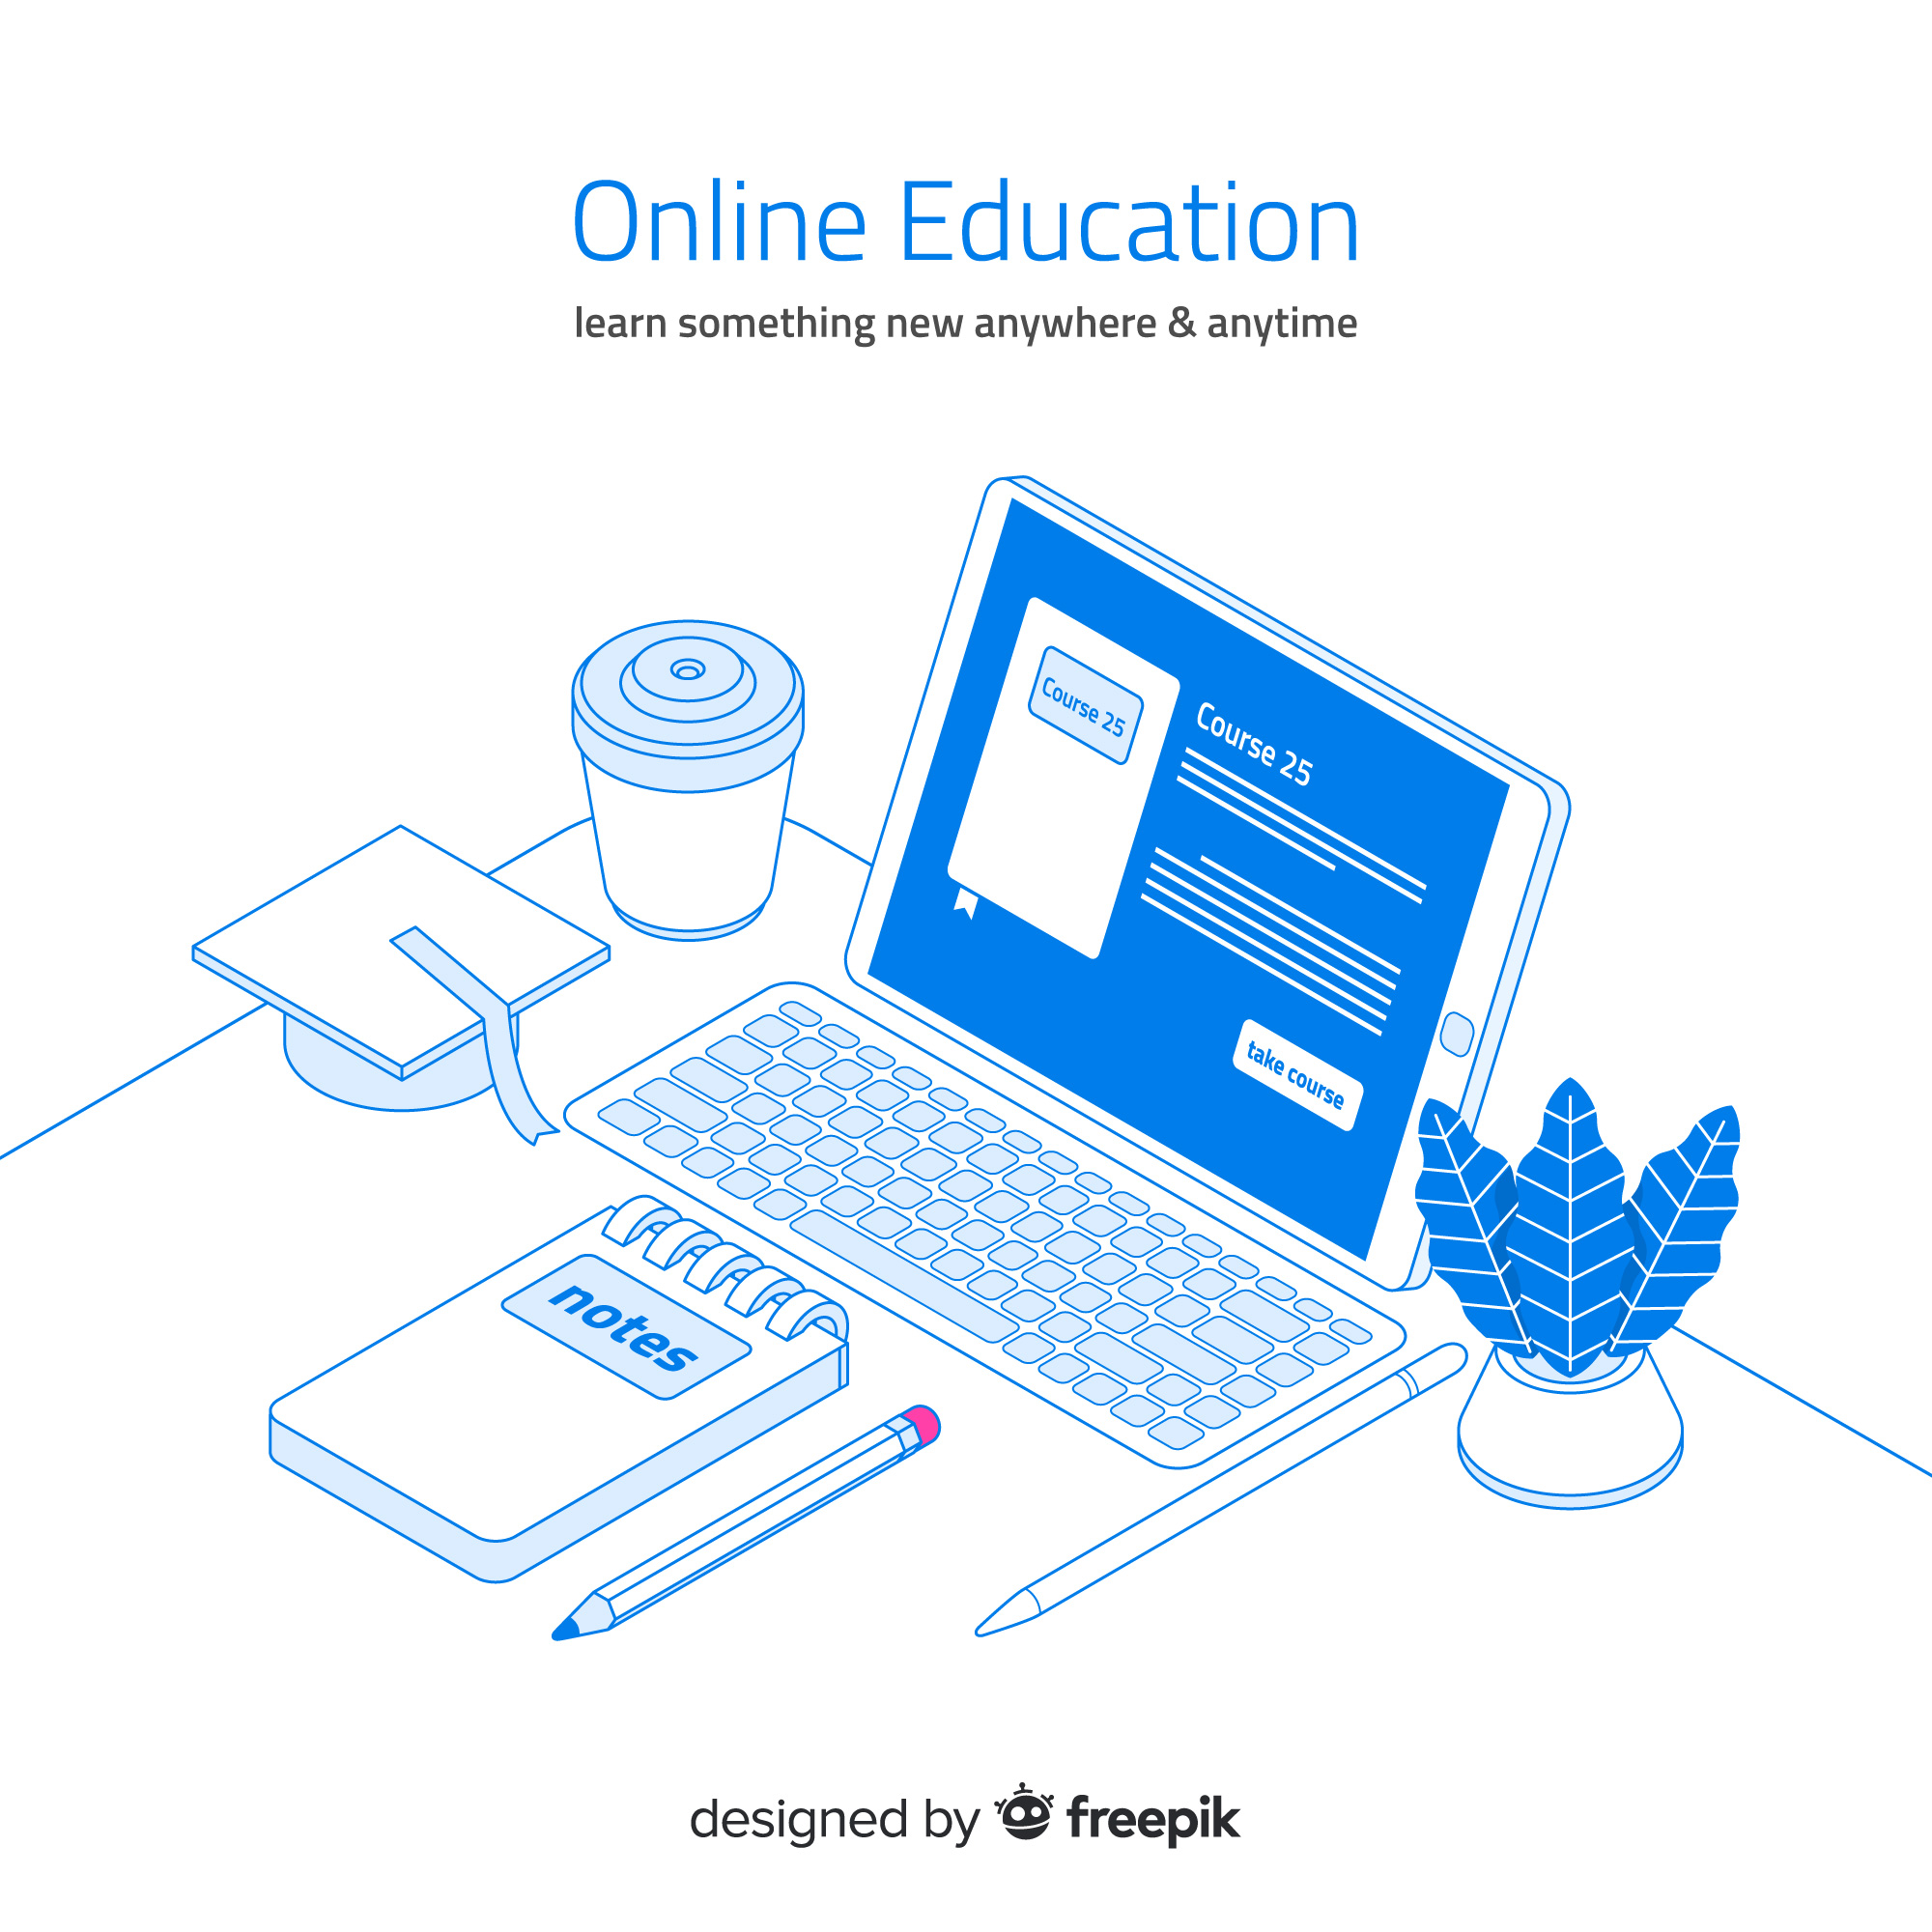 Online Education
learn something new anywhere & anytime
Course 25
Course 25
take course
notes
designed by freepik